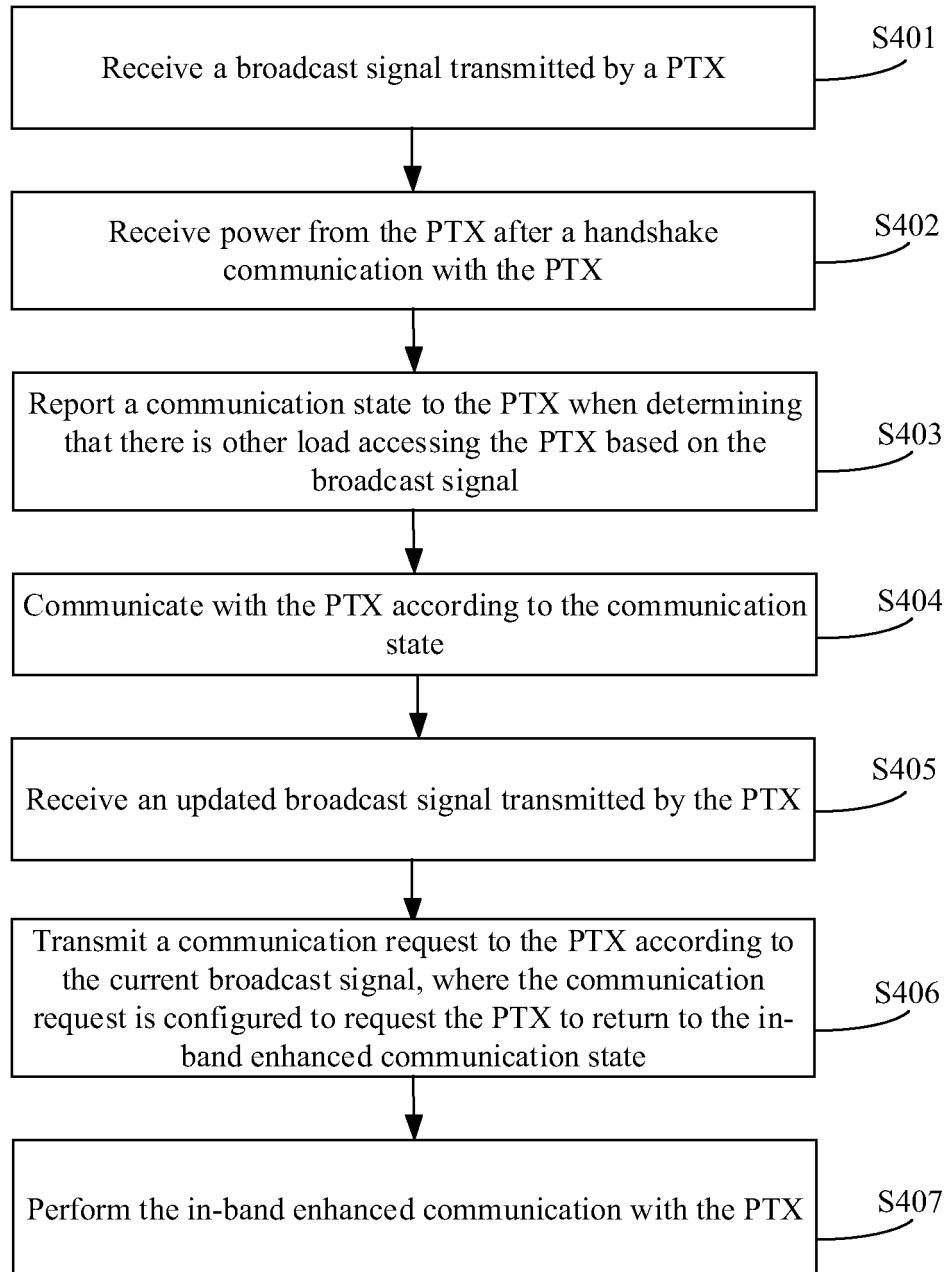 Receive a broadcast signal transmitted by a PTX
S401
Receive power from the PTX after a handshake
communication with the PTX
S402
Report a communication state to the PTX when determining
that there is other load accessing the PTX based on the
broadcast signal
S403
Communicate with the PTX according to the communication
state
S404
Receive an updated broadcast signal transmitted by the PTX
S405
Transmit a communication request to the PTX according to
the current broadcast signal, where the communication
request is configured to request the PTX to return to the in-
band enhanced communication state
S406
Perform the in-band enhanced communication with the PTX
S407